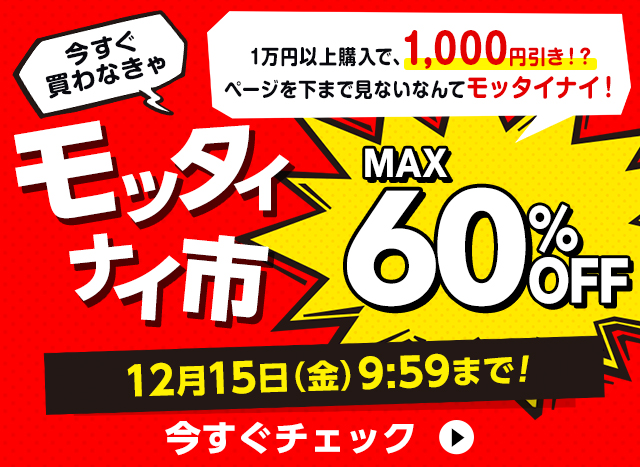 今すぐ
買わなきゃ
1万円以上購入で、1,000円引き!?
ページを下まで見ないなんてモッタイナイ!
モッタイ
ナイ市
MAX
60%
OFF
12月15日(金)9:59まで!
今すぐチェック